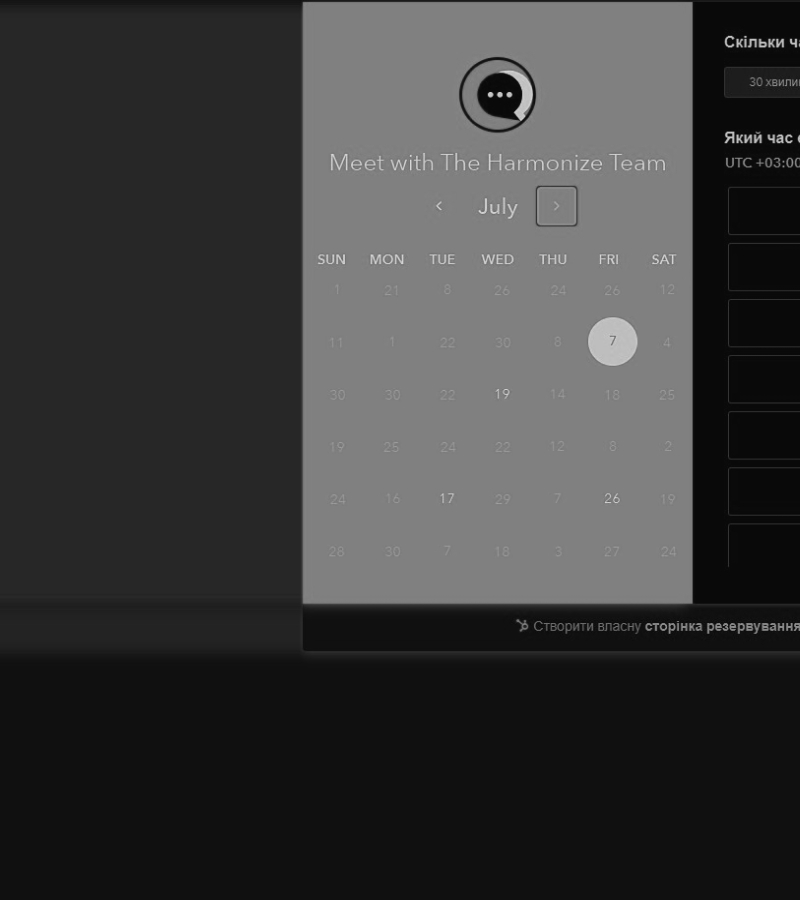 Meet with The Harmonize Team
July
SUN MON TUE WED THU FRI SAT
1 21 8 26 24 26 12
11 1 22 30 8 7 4
30 30 22 19 14 18 25
19 25 24 22 12 8 2
24 16 17 29 7 26 19
28 30 7 18 3 27 24
Скільки
30
Який час
UTC +03:00
Створити власну сторінка резервування